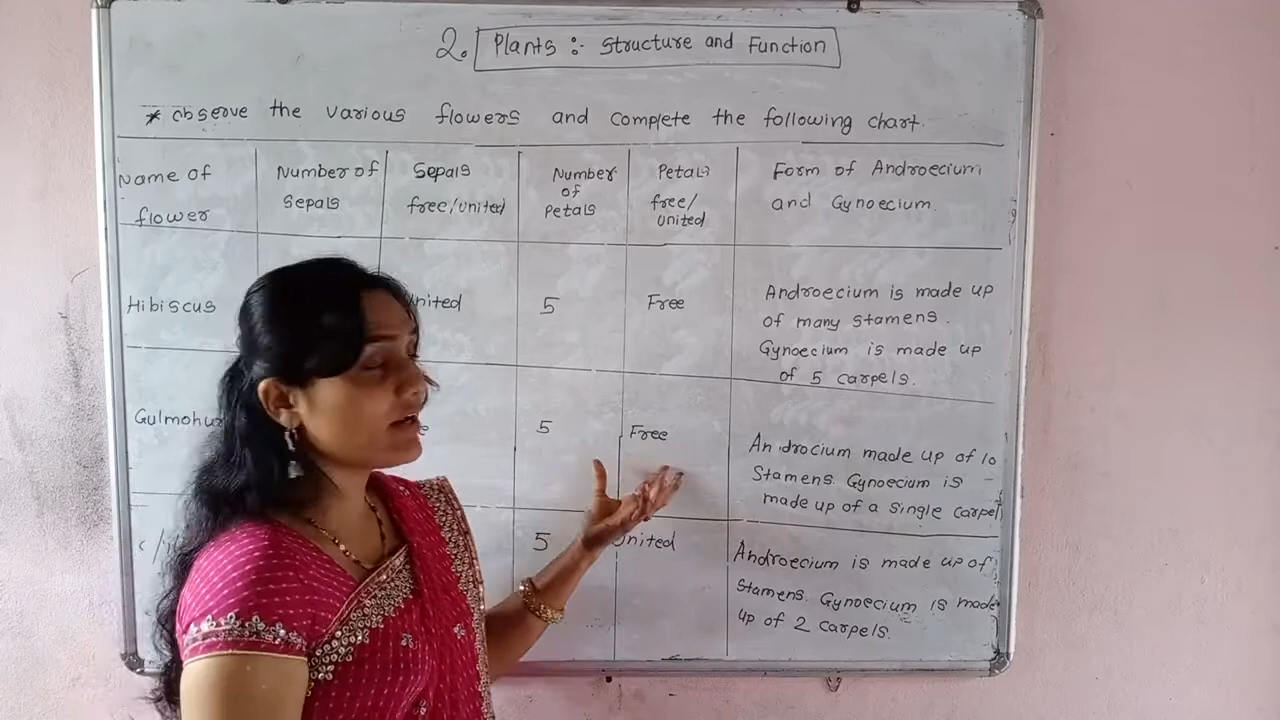 2. Plants :- Structure and Function
* observe the various flowers and complete the following chart.
Name of flower
Number of Sepals
Sepals free/united
Number of Petals
Petals free/united
Form of Androecium and Gynoecium.
Hibiscus
United
5
Free
Androecium is made up
of many stamens.
Gynoecium is made up
of 5 carpels.
Gulmohur
5
Free
Androcium made up of 10
Stamens. Gynoecium is
made up of a single carpel
5
United
Androecium is made up of
stamens. Gynoecium is made
up of 2 carpels.